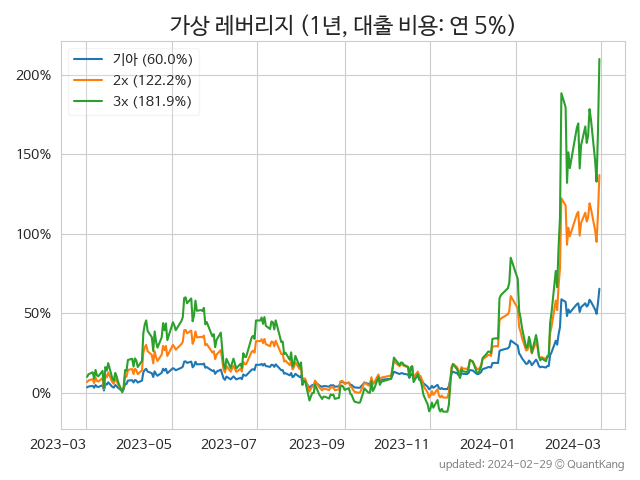 가상 레버리지 (1년, 대출 비용: 연 5%)
기아 (60.0%)
2x (122.2%)
3x (181.9%)
200%
150%
100%
50%
0%
2023-03 2023-05 2023-07 2023-09 2023-11 2024-01 2024-03
updated: 2024-02-29 ⓒ QuantKang